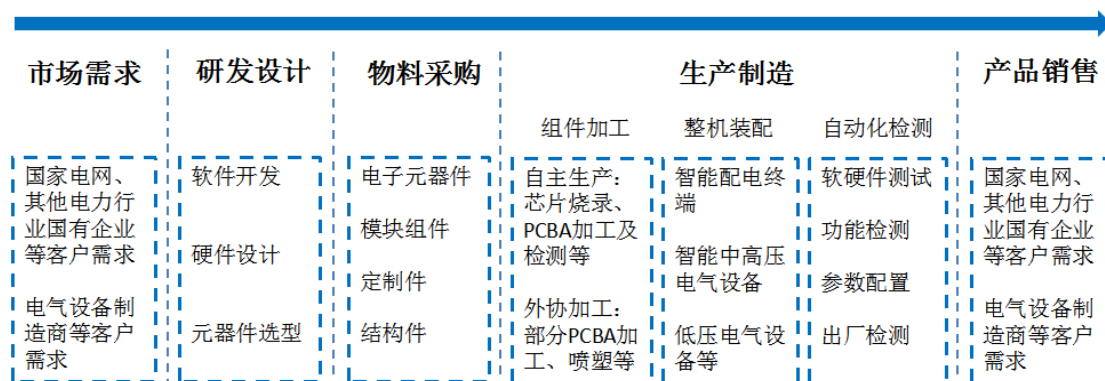 市场需求
研发设计
物料采购
生产制造
产品销售
组件加工
整机装配
自动化检测
国家电网、
其他电力行
业国有企业
等客户需求
电气设备制
造商等客户
需求
软件开发
硬件设计
元器件选型
电子元器件
模块组件
定制件
结构件
自主生产：
芯片烧录、
PCBA加工及
检测等
外协加工：
部分PCBA加
工、喷塑等
智能配电终
端
智能中高压
电气设备
低压电气设
备等
软硬件测试
功能检测
参数配置
出厂检测
国家电网、
其他电力行
业国有企业
等客户需求
电气设备制
造商等客户
需求